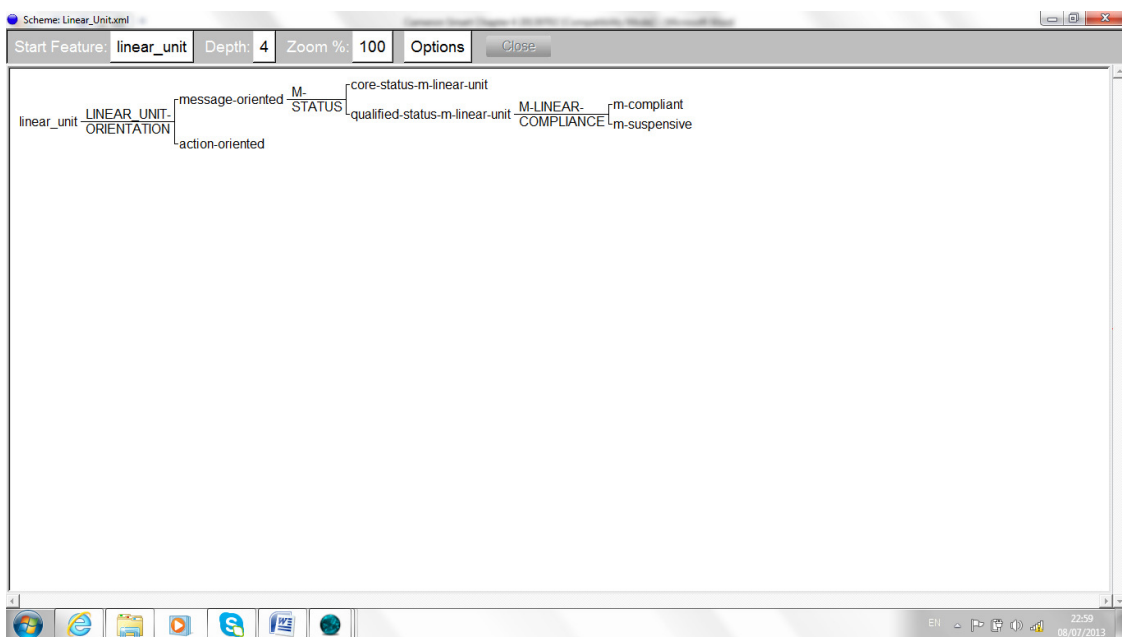 Scheme: Linear_Unit.xml
Start Feature: linear_unit Depth: 4 Zoom %: 100 Options Close
core-status-m-linear-unit
message-oriented M-STATUS
qualified-status-m-linear-unit M-LINEAR-COMPLIANCE m-compliant
m-suspensive
linear_unit LINEAR_UNIT-ORIENTATION
action-oriented
EN 22:59
08/07/2013